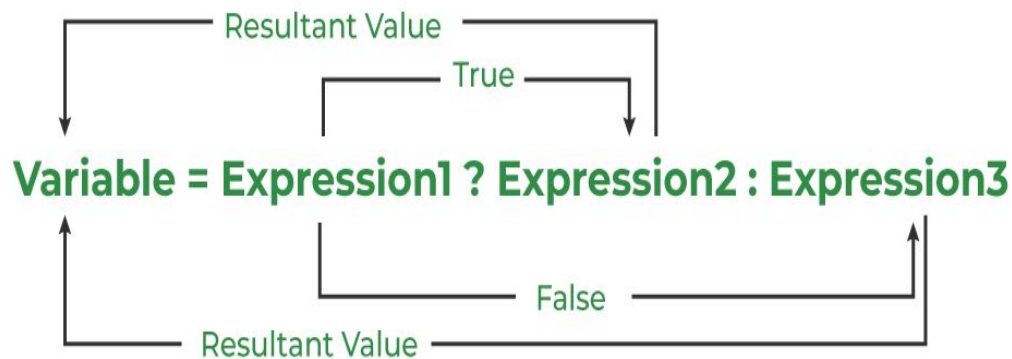 Resultant Value
True
Variable = Expression1 ? Expression2 : Expression3
False
Resultant Value